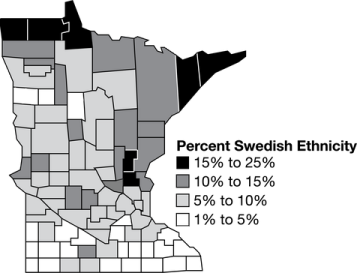 Percent Swedish Ethnicity
15% to 25%
10% to 15%
5% to 10%
1% to 5%